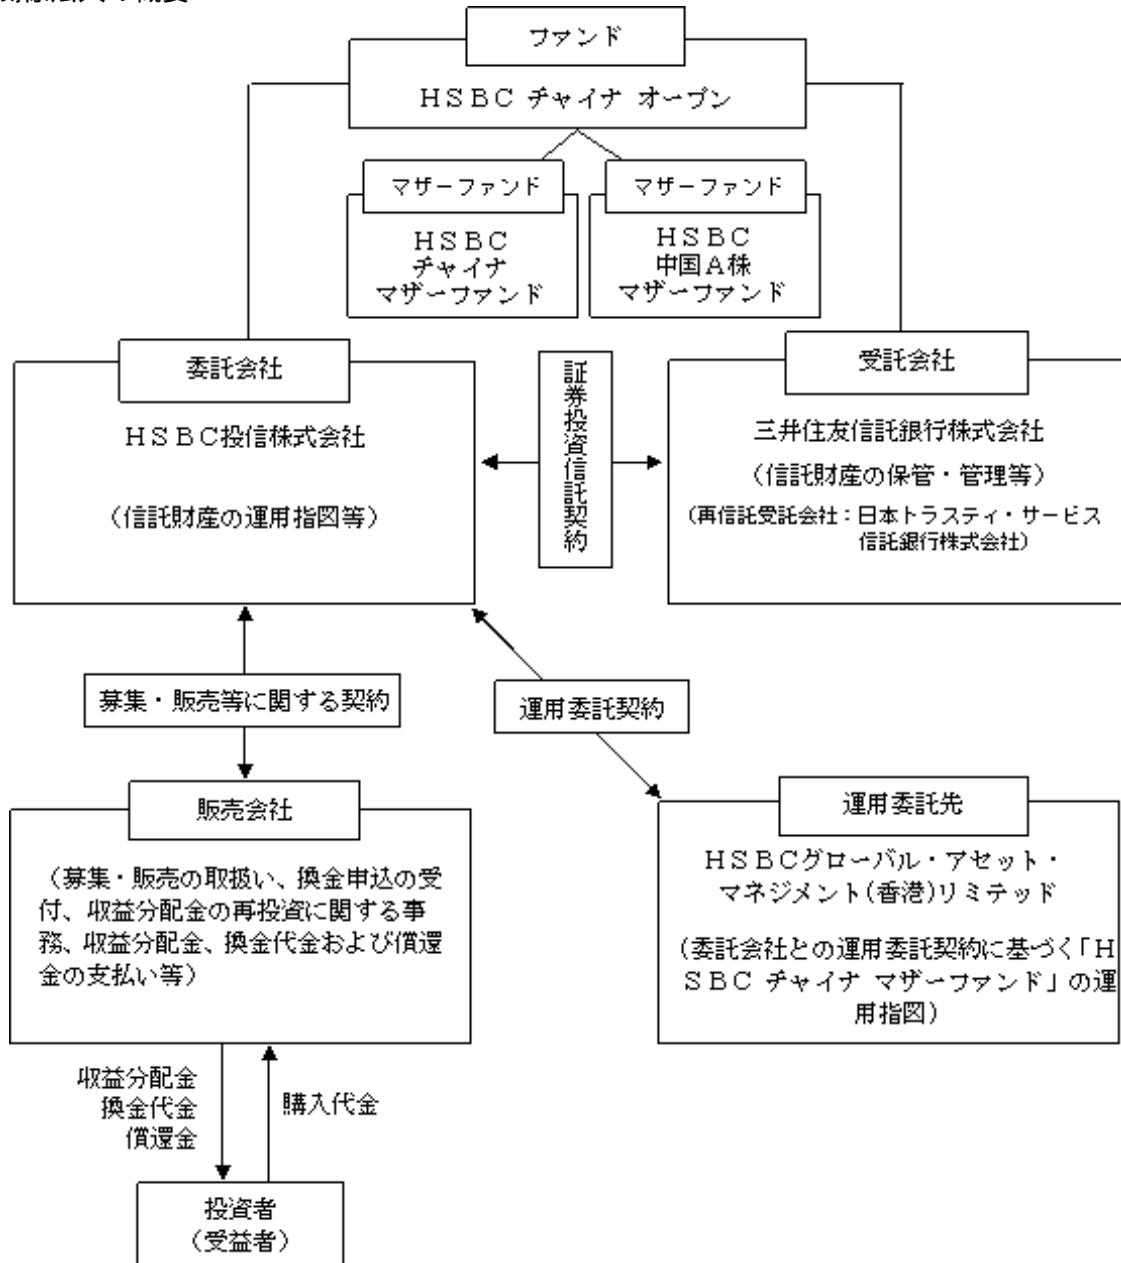 ファンド
ＨＳＢＣ チャイナ オープン
マザーファンド
ＨＳＢＣ
チャイナ
マザーファンド
マザーファンド
ＨＳＢＣ
中国Ａ株
マザーファンド
委託会社
ＨＳＢＣ投信株式会社
（信託財産の運用指図等）
証券投資信託契約
受託会社
三井住友信託銀行株式会社
（信託財産の保管・管理等）
（再信託受託会社：日本トラスティ・サービス
信託銀行株式会社）
募集・販売等に関する契約
運用委託契約
販売会社
（募集・販売の取扱い、換金申込の受
付、収益分配金の再投資に関する事
務、収益分配金、換金代金および償還
金の支払い等）
運用委託先
ＨＳＢＣグローバル・アセット・
マネジメント(香港)リミテッド
（委託会社との運用委託契約に基づく「Ｈ
ＳＢＣ チャイナ マザーファンド」の運
用指図）
収益分配金
換金代金
償還金
購入代金
投資者
（受益者）